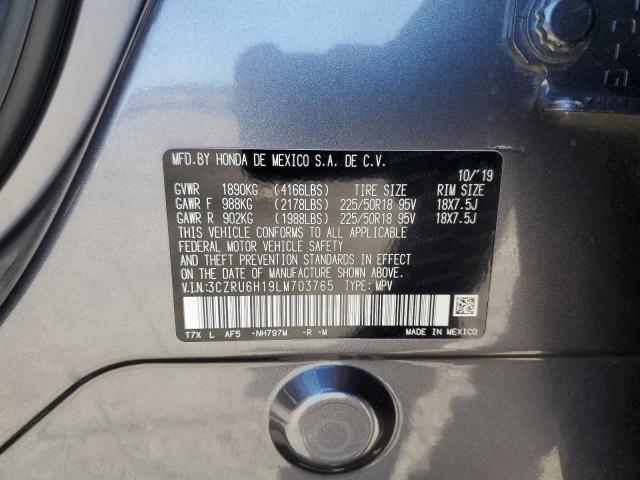 MFD.BY HONDA DE MEXICO S.A. DE C.V.
10/'19
GVWR 1890KG (4166LBS) TIRE SIZE RIM SIZE
GAWR F 988KG (2178LBS) 225/50R18 95V 18X7.5J
GAWR R 902KG (1988LBS) 225/50R18 95V 18X7.5J
THIS VEHICLE CONFORMS TO ALL APPLICABLE
FEDERAL MOTOR VEHICLE SAFETY
AND THEFT PREVENTION STANDARDS IN EFFECT
ON THE DATE OF MANUFACTURE SHOWN ABOVE.
V.I.N:3CZRU6H19LM703765 TYPE: MPV
T7X L AF5 -NH797M -R -M MADE IN MEXICO